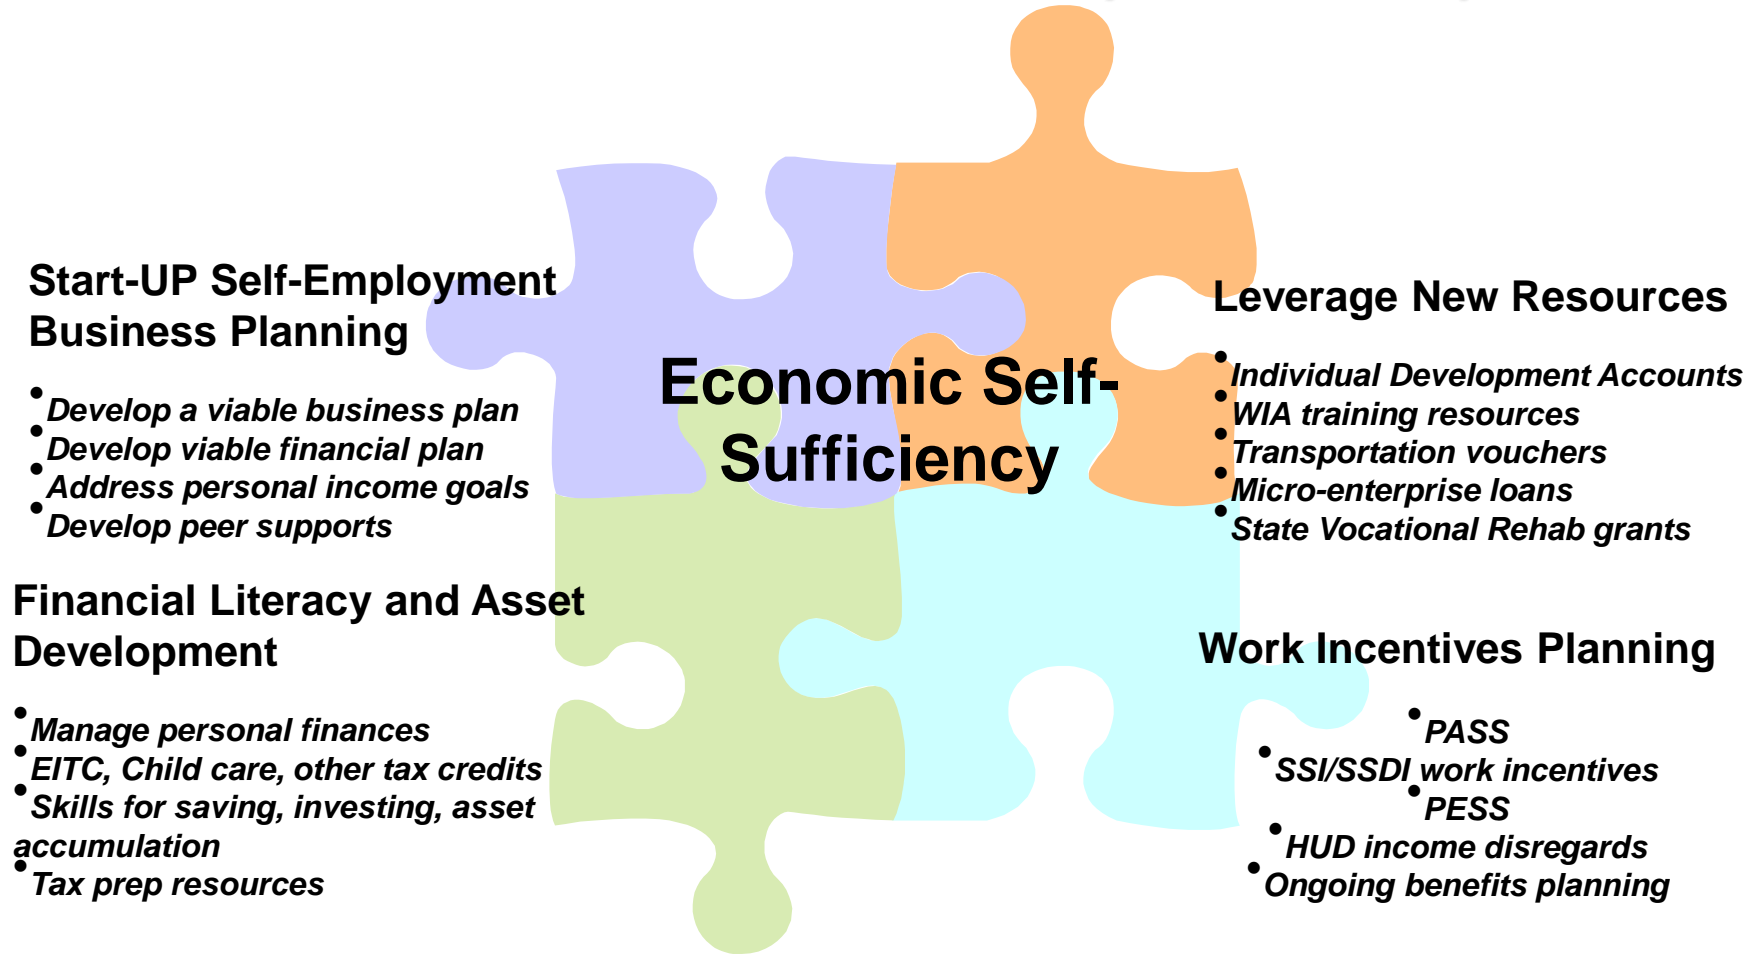 Start-UP Self-Employment
Business Planning
•Develop a viable business plan
•Develop viable financial plan
•Address personal income goals
•Develop peer supports
Economic Self-
Sufficiency
Leverage New Resources
•Individual Development Accounts
•WIA training resources
•Transportation vouchers
•Micro-enterprise loans
•State Vocational Rehab grants
Financial Literacy and Asset
Development
•Manage personal finances
•EITC, Child care, other tax credits
•Skills for saving, investing, asset
accumulation
•Tax prep resources
Work Incentives Planning
•PASS
•SSI/SSDI work incentives
•PESS
•HUD income disregards
•Ongoing benefits planning